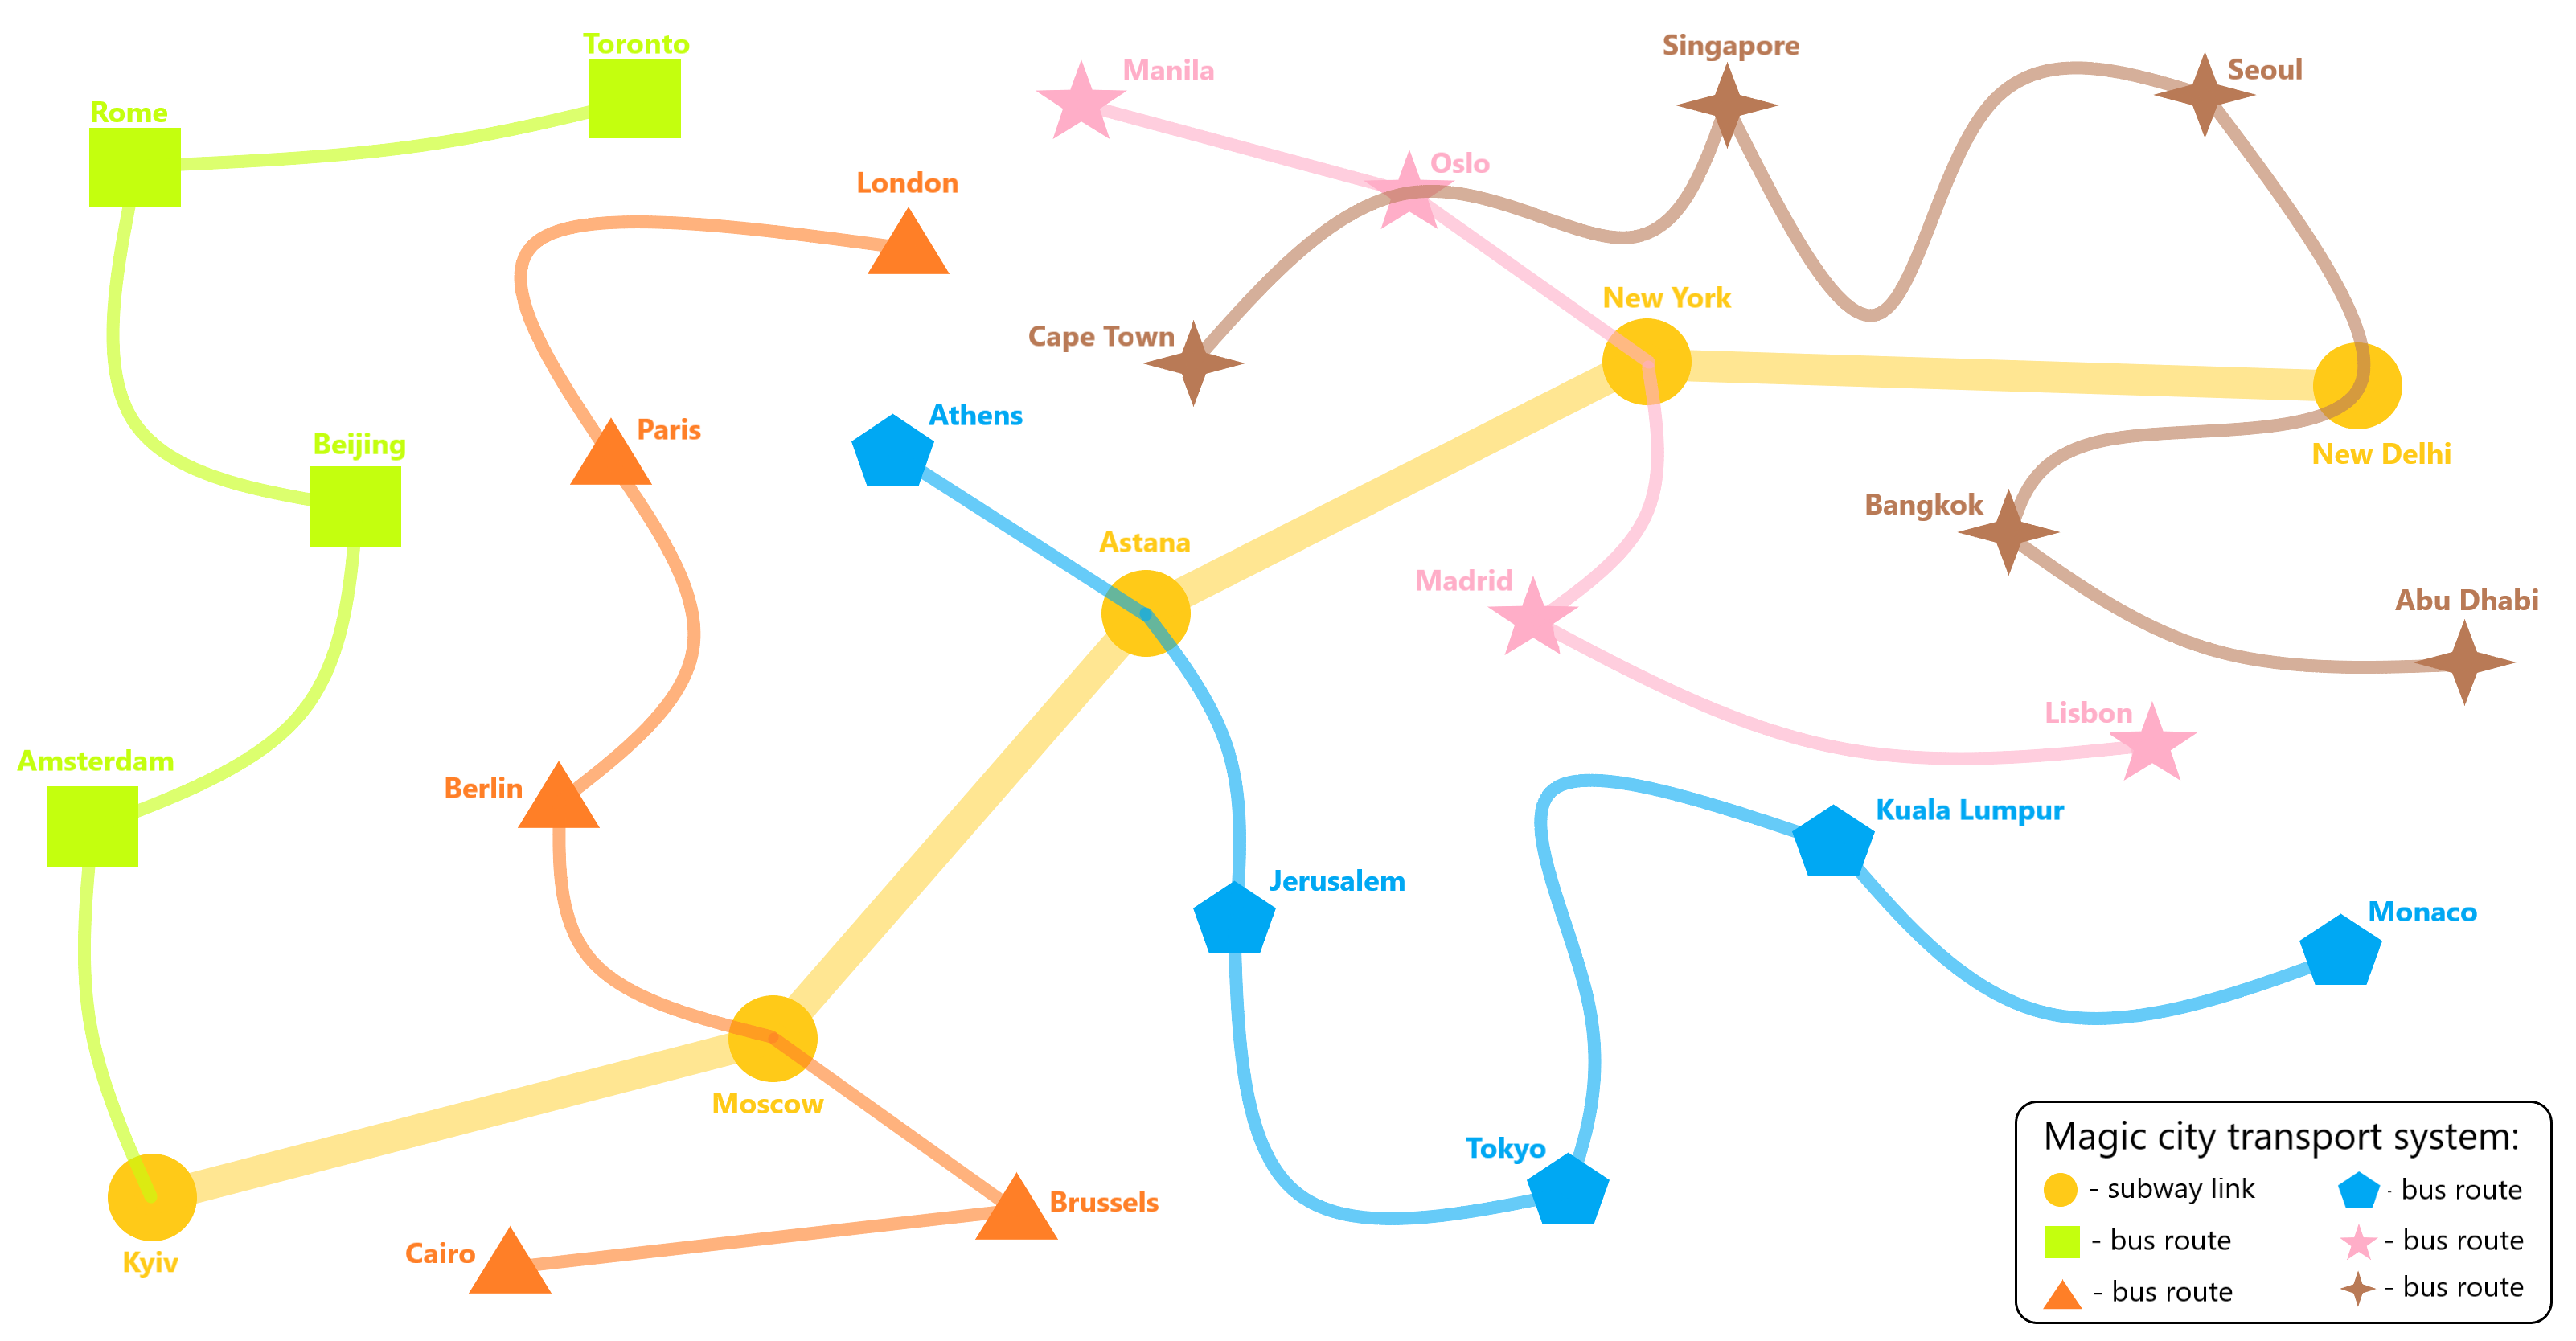 Toronto
Singapore
Manila
Seoul
Rome
Oslo
London
New York
Cape Town
Athens
Paris
Beijing
New Delhi
Bangkok
Astana
Madrid
Abu Dhabi
Lisbon
Amsterdam
Berlin
Kuala Lumpur
Jerusalem
Monaco
Moscow
Tokyo
Brussels
Cairo
Kyiv
Magic city transport system:
- subway link
- bus route
- bus route
- bus route
- bus route
- bus route